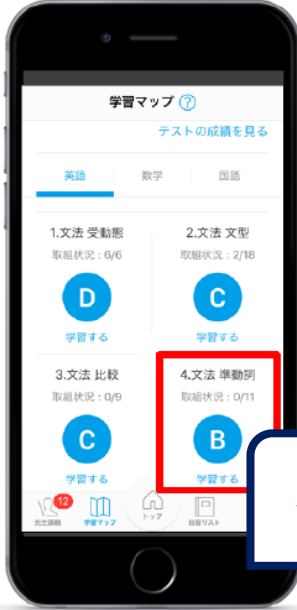 学習マップ ?
テストの成績を見る
英語 数学 国語
1.文法 受動態 2.文法 文型
取組状況:6/6 取組状況:2/18
D C
学習する 学習する
3.文法 比較 4.文法 準動詞
取組状況:0/9 取組状況:0/11
C B
学習する 学習する
12
先生課題 学習マップ トップ 自習リスト